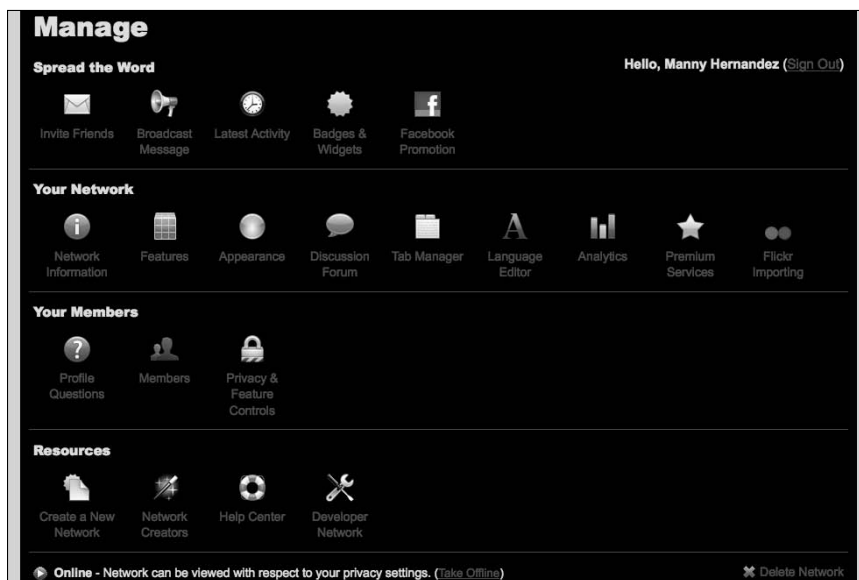 Manage
Spread the Word
Hello, Manny Hernandez (Sign Out)
Invite Friends
Broadcast
Message
Latest Activity
Badges &
Widgets
Facebook
Promotion
Your Network
Network
Information
Features
Appearance
Discussion
Forum
Tab Manager
Language
Editor
Analytics
Premium
Services
Flickr
Importing
Your Members
Profile
Questions
Members
Privacy &
Feature
Controls
Resources
Create a New
Network
Network
Creators
Help Center
Developer
Network
Online - Network can be viewed with respect to your privacy settings. (Take Offline)
Delete Network